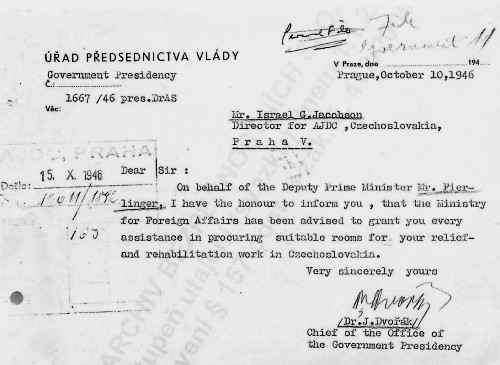 File
Government
ÚŘAD PŘEDSEDNICTVA VLÁDY
Government Presidency
Č.:
V Praze, dne 194
Prague,October 10,1946
1667 /46 pres.DrAS
Věc:
Mr. Israel G.Jacobson
Director for AJDC ,Czechoslovakia,
Praha V.
PRAHA
Došlo: 15. X. 1946
Dear Sir :
On behalf of the Deputy Prime Minister Mr. Fier-
linger, I have the honour to inform you , that the Ministry
for Foreign Affairs has been advised to grant you every
assistance in procuring suitable rooms for your relief-
and rehabilitation work in Czechoslovakia.
Very sincerely yours
/Dr.J.Dvořák/
Chief of the Office of
the Government Presidency